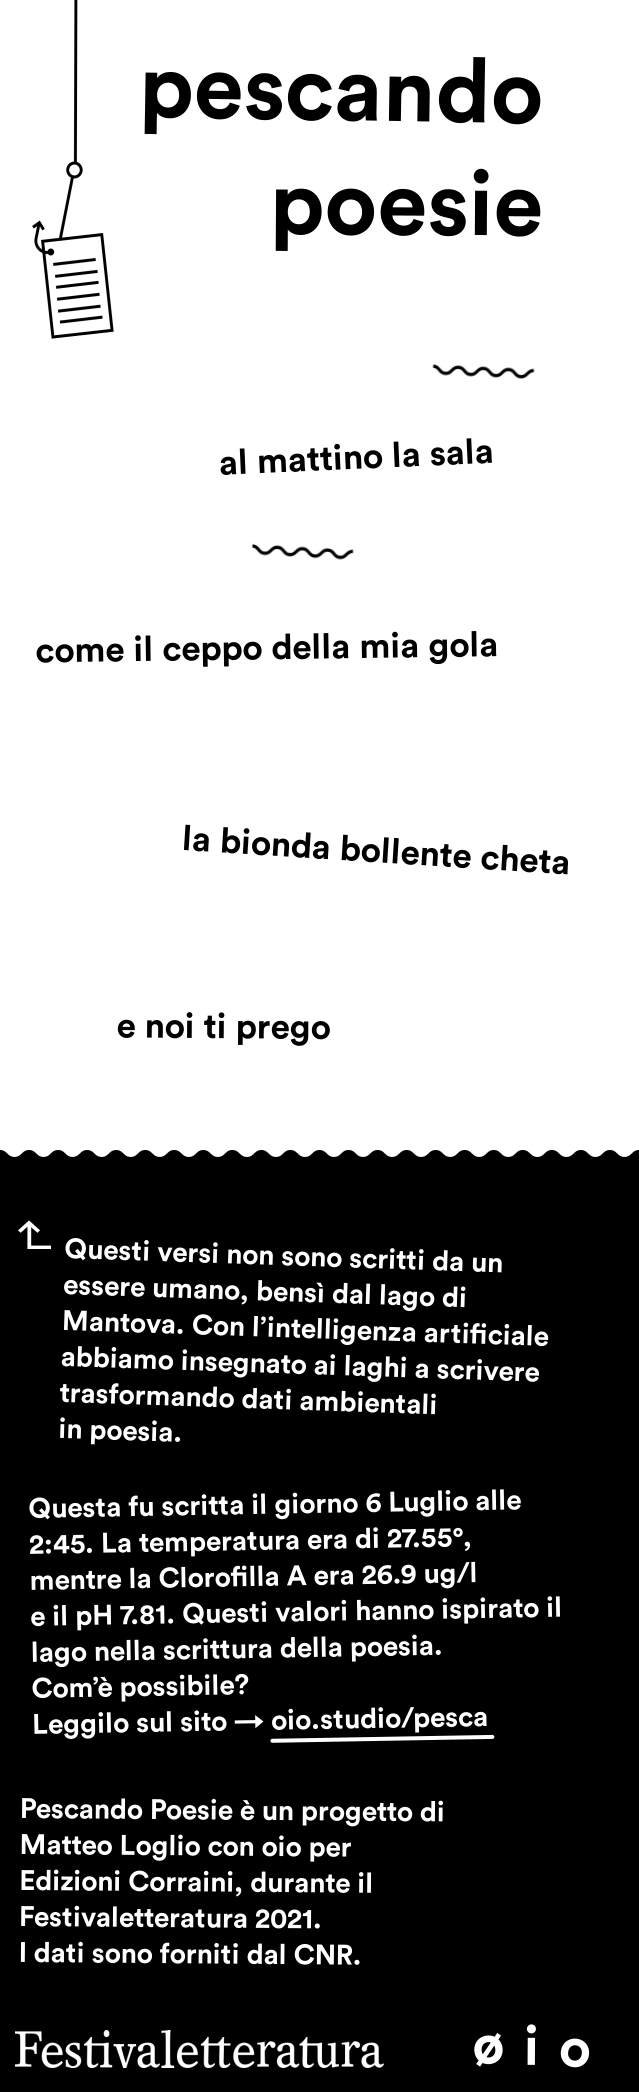 pescando
poesie
al mattino la sala
come il ceppo della mia gola
la bionda bollente cheta
e noi ti prego
Questi versi non sono scritti da un
essere umano, bensì dal lago di
Mantova. Con l’intelligenza artificiale
abbiamo insegnato ai laghi a scrivere
trasformando dati ambientali
in poesia.
Questa fu scritta il giorno 6 Luglio alle
2:45. La temperatura era di 27.55°,
mentre la Clorofilla A era 26.9 ug/l
e il pH 7.81. Questi valori hanno ispirato il
lago nella scrittura della poesia.
Com’è possibile?
Leggilo sul sito → oio.studio/pesca
Pescando Poesie è un progetto di
Matteo Loglio con oio per
Edizioni Corraini, durante il
Festivaletteratura 2021.
I dati sono forniti dal CNR.
Festivaletteratura ø i o